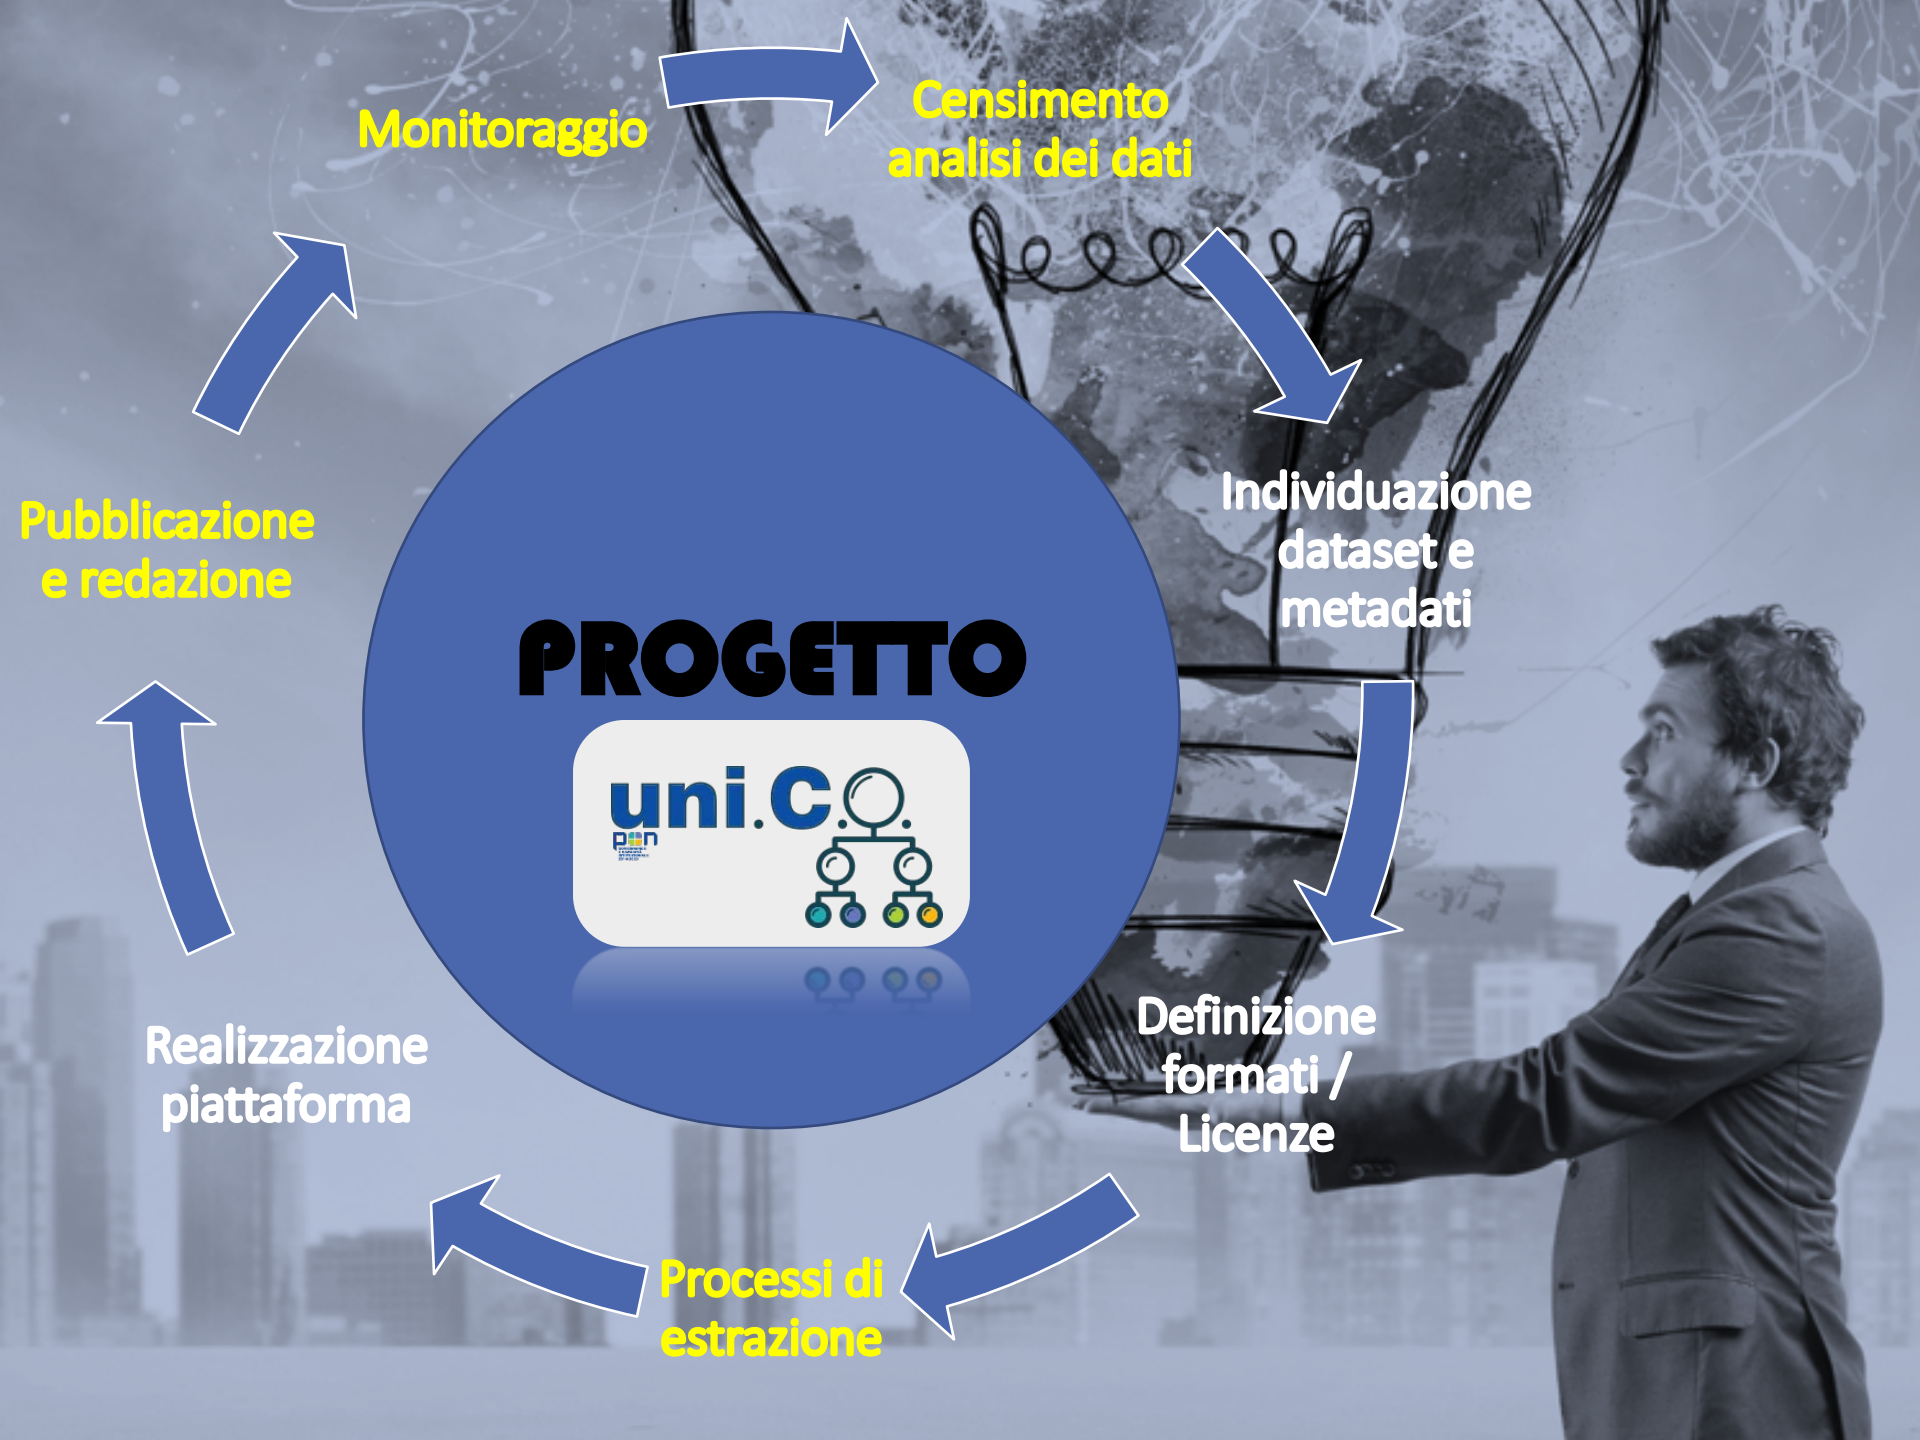 Monitoraggio
Censimento
analisi dei dati
Individuazione
dataset e
metadati
Definizione
formati /
Licenze
Processi di
estrazione
Realizzazione
piattaforma
Pubblicazione
e redazione
PROGETTO
uni.C.O.
pon